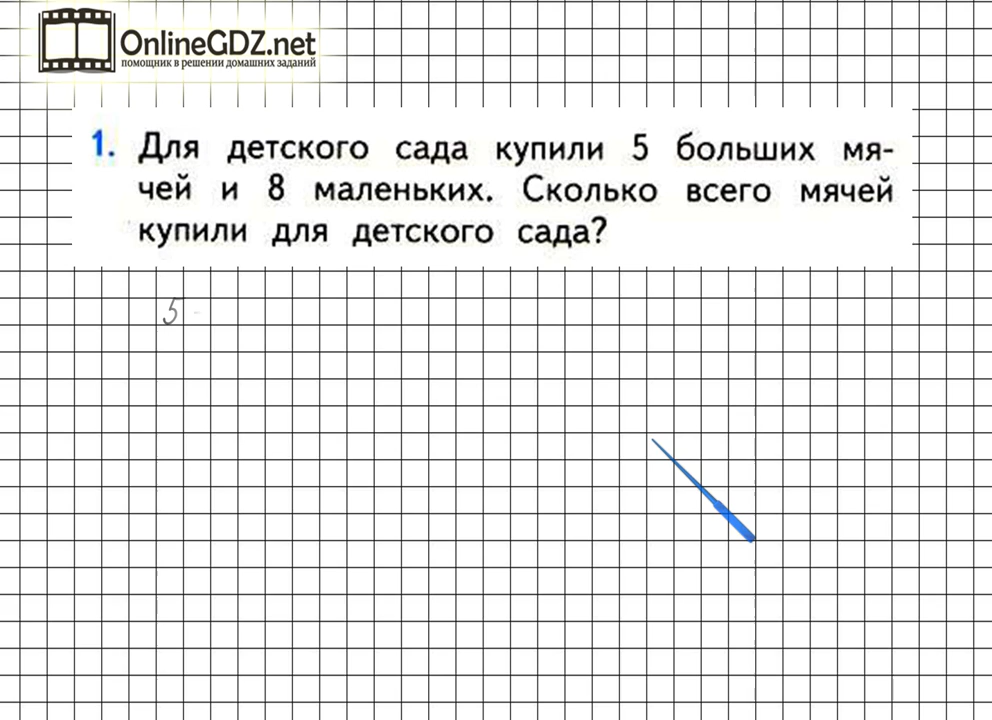 OnlineGDZ.net
помощник в решении домашних заданий
1. Для детского сада купили 5 больших мя-
чей и 8 маленьких. Сколько всего мячей
купили для детского сада?
5